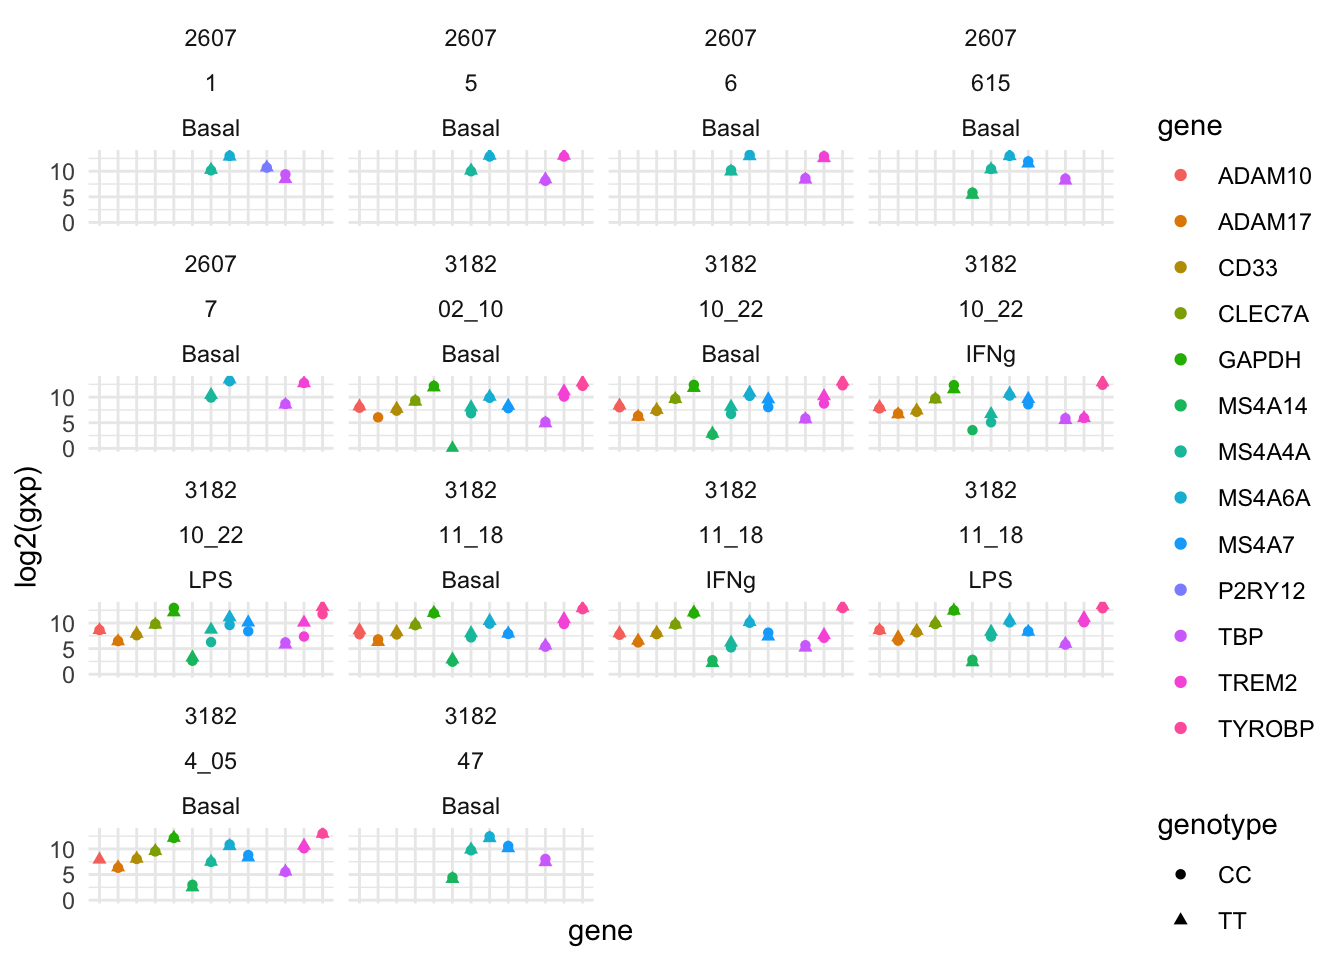 2607 2607 2607 2607
1 5 6 615
Basal Basal Basal Basal
10
5
0
2607 3182 3182 3182
7 02_10 10_22 10_22
Basal Basal Basal IFNg
10
5
0
3182 3182 3182 3182
10_22 11_18 11_18 11_18
LPS Basal IFNg LPS
10
5
0
3182 3182
4_05 47
Basal Basal
10
5
0
log2(gxp)
gene
gene
ADAM10
ADAM17
CD33
CLEC7A
GAPDH
MS4A14
MS4A4A
MS4A6A
MS4A7
P2RY12
TBP
TREM2
TYROBP
genotype
CC
TT